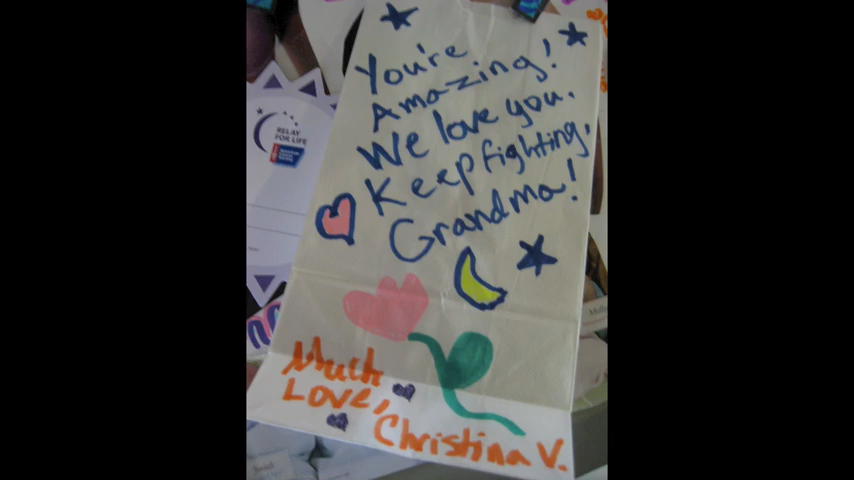 You're
Amazing!
We love you.
Keep fighting,
Grandma!
Much
Love,
Christina V.
RELAY
FOR LIFE